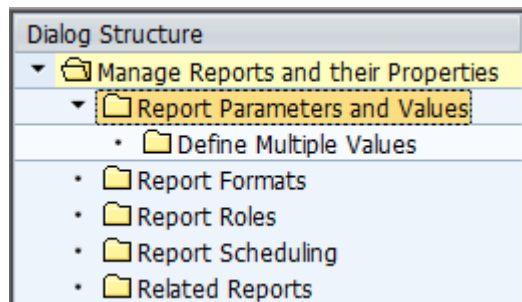 Dialog Structure
Manage Reports and their Properties
Report Parameters and Values
Define Multiple Values
Report Formats
Report Roles
Report Scheduling
Related Reports